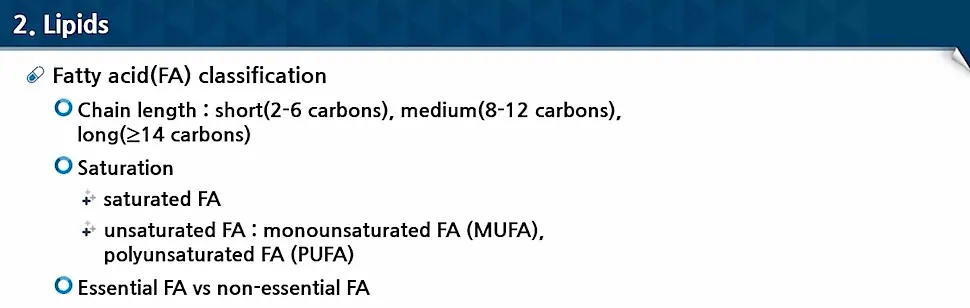 2. Lipids
Fatty acid(FA) classification
Chain length : short(2-6 carbons), medium(8-12 carbons),
long(≥14 carbons)
Saturation
saturated FA
unsaturated FA : monounsaturated FA (MUFA),
polyunsaturated FA (PUFA)
Essential FA vs non-essential FA